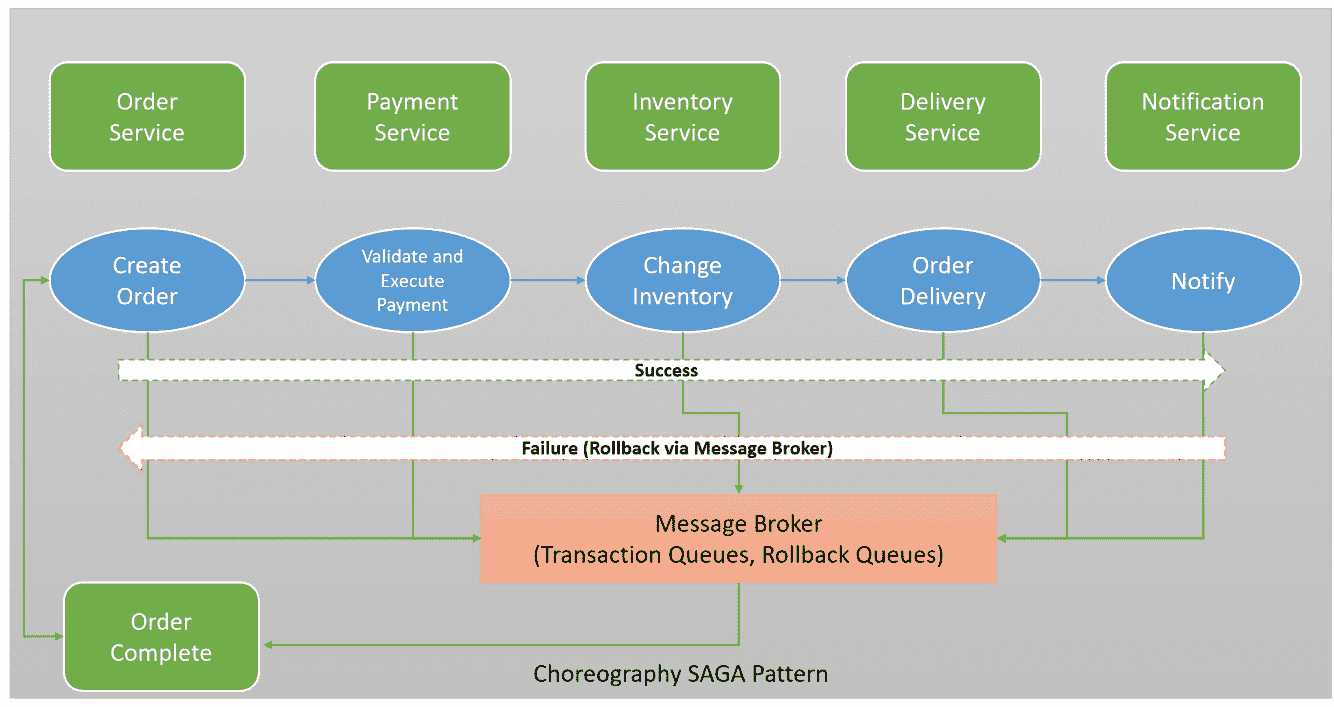 Order
Service
Payment
Service
Inventory
Service
Delivery
Service
Notification
Service
Create
Order
Validate and
Execute
Payment
Change
Inventory
Order
Delivery
Notify
Success
Failure (Rollback via Message Broker)
Message Broker
(Transaction Queues, Rollback Queues)
Order
Complete
Choreography SAGA Pattern